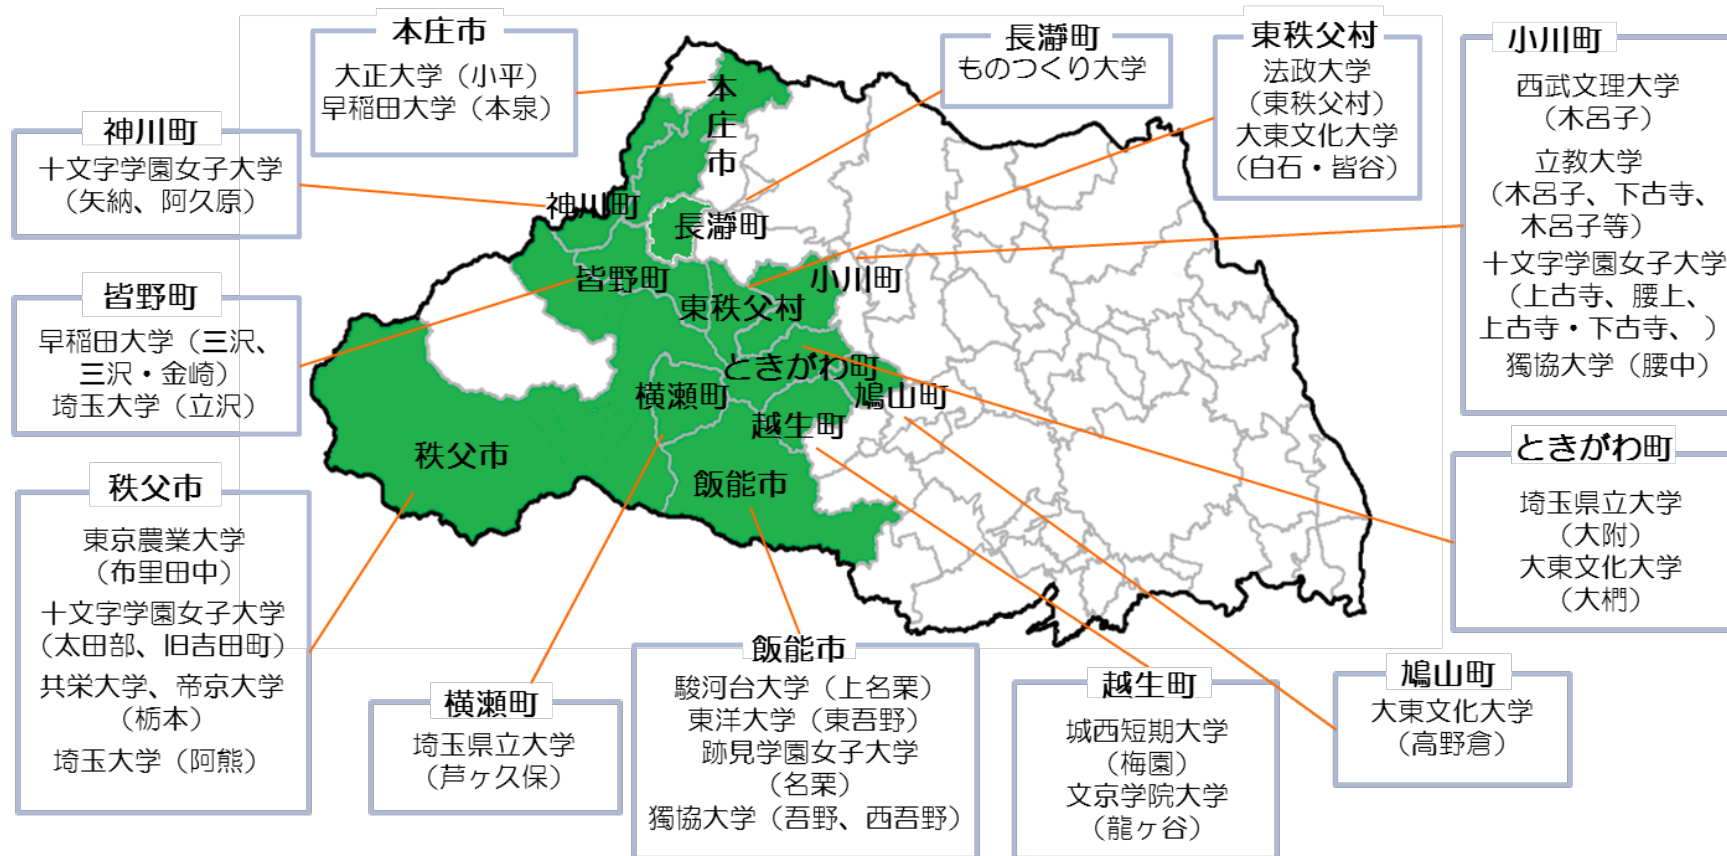 本庄市
大正大学（小平）
早稲田大学（本泉）
長瀞町
ものつくり大学
東秩父村
法政大学
（東秩父村）
大東文化大学
（白石・皆谷）
小川町
西武文理大学
（木呂子）
立教大学
（木呂子、下古寺、
木呂子等）
十文字学園女子大学
（上古寺、腰上、
上古寺・下古寺、）
獨協大学（腰中）
神川町
十文字学園女子大学
（矢納、阿久原）
皆野町
早稲田大学（三沢、
三沢・金崎）
埼玉大学（立沢）
秩父市
東京農業大学
（布里田中）
十文字学園女子大学
（太田部、旧吉田町）
共栄大学、帝京大学
（栃本）
埼玉大学（阿熊）
本庄市
神川町
長瀞町
皆野町
小川町
東秩父村
ときがわ町
横瀬町
鳩山町
越生町
秩父市
飯能市
ときがわ町
埼玉県立大学
（大附）
大東文化大学
（大椚）
横瀬町
埼玉県立大学
（芦ヶ久保）
飯能市
駿河台大学（上名栗）
東洋大学（東吾野）
跡見学園女子大学
（名栗）
獨協大学（吾野、西吾野）
越生町
城西短期大学
（梅園）
文京学院大学
（龍ヶ谷）
鳩山町
大東文化大学
（高野倉）